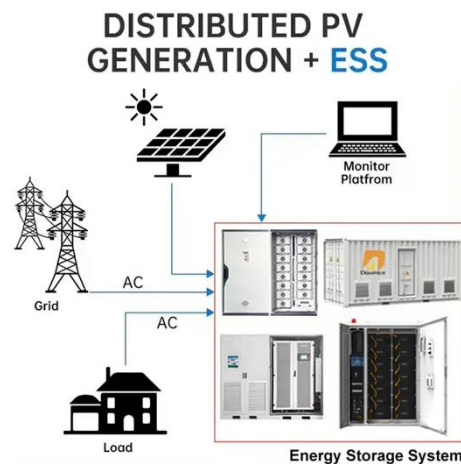 DISTRIBUTED PV
GENERATION + ESS
Monitor
Platfrom
Grid
AC
AC
Load
Energy Storage System